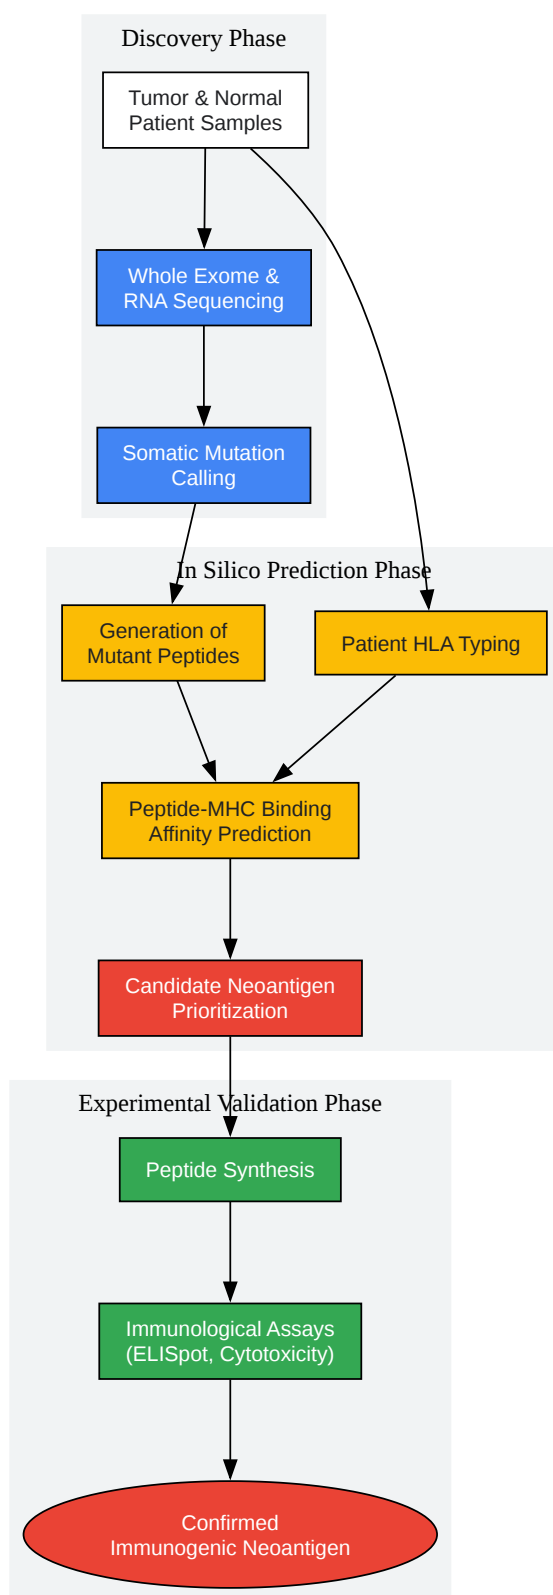 Discovery Phase
Tumor & Normal
Patient Samples
Whole Exome &
RNA Sequencing
Somatic Mutation
Calling
In Silico Prediction Phase
Generation of
Mutant Peptides
Patient HLA Typing
Peptide-MHC Binding
Affinity Prediction
Candidate Neoantigen
Prioritization
Experimental Validation Phase
Peptide Synthesis
Immunological Assays
(ELISpot, Cytotoxicity)
Confirmed
Immunogenic Neoantigen